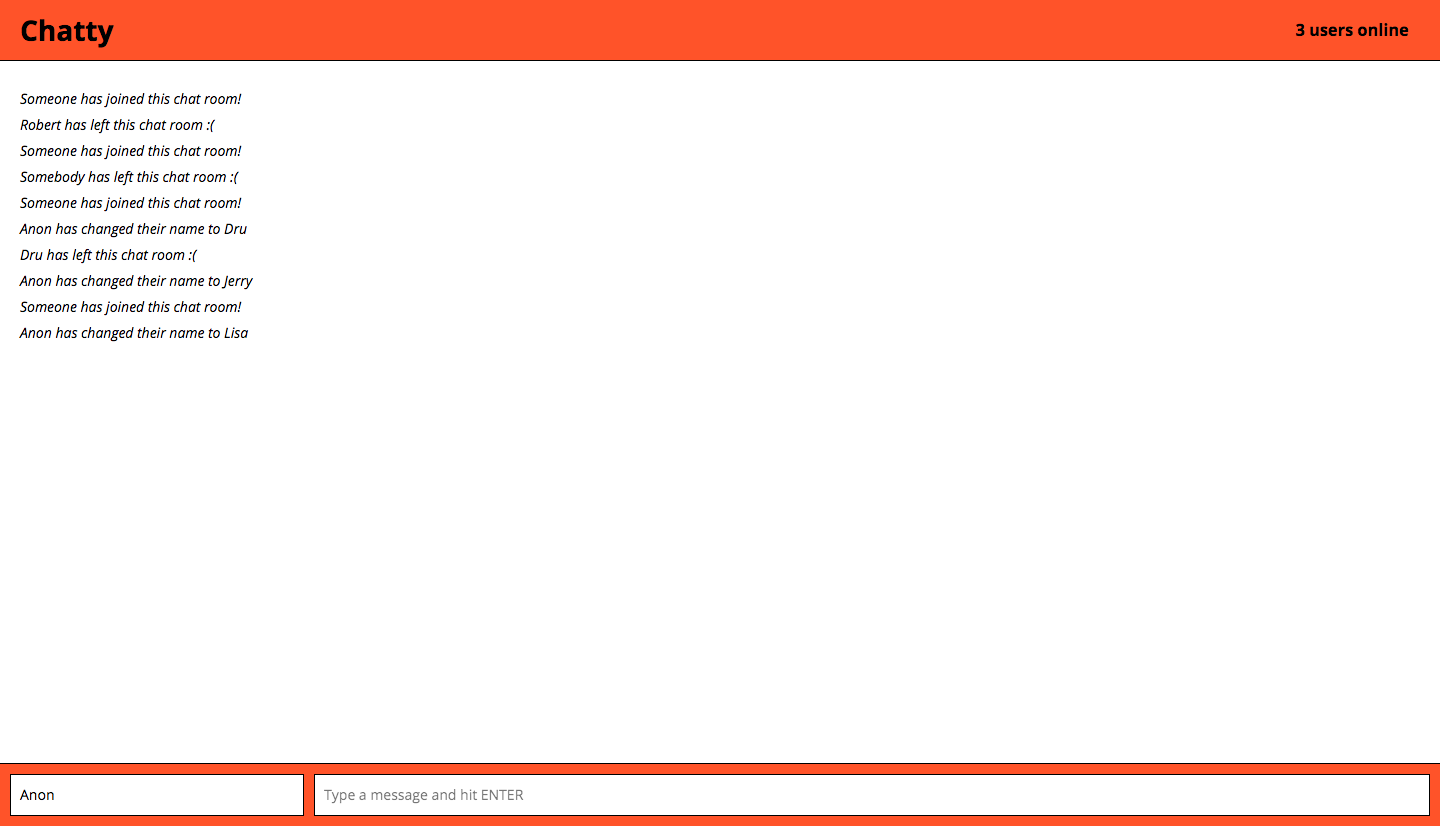 Chatty
3 users online
Someone has joined this chat room!
Robert has left this chat room :(
Someone has joined this chat room!
Somebody has left this chat room :(
Someone has joined this chat room!
Anon has changed their name to Dru
Dru has left this chat room :(
Anon has changed their name to Jerry
Someone has joined this chat room!
Anon has changed their name to Lisa
Anon
Type a message and hit ENTER